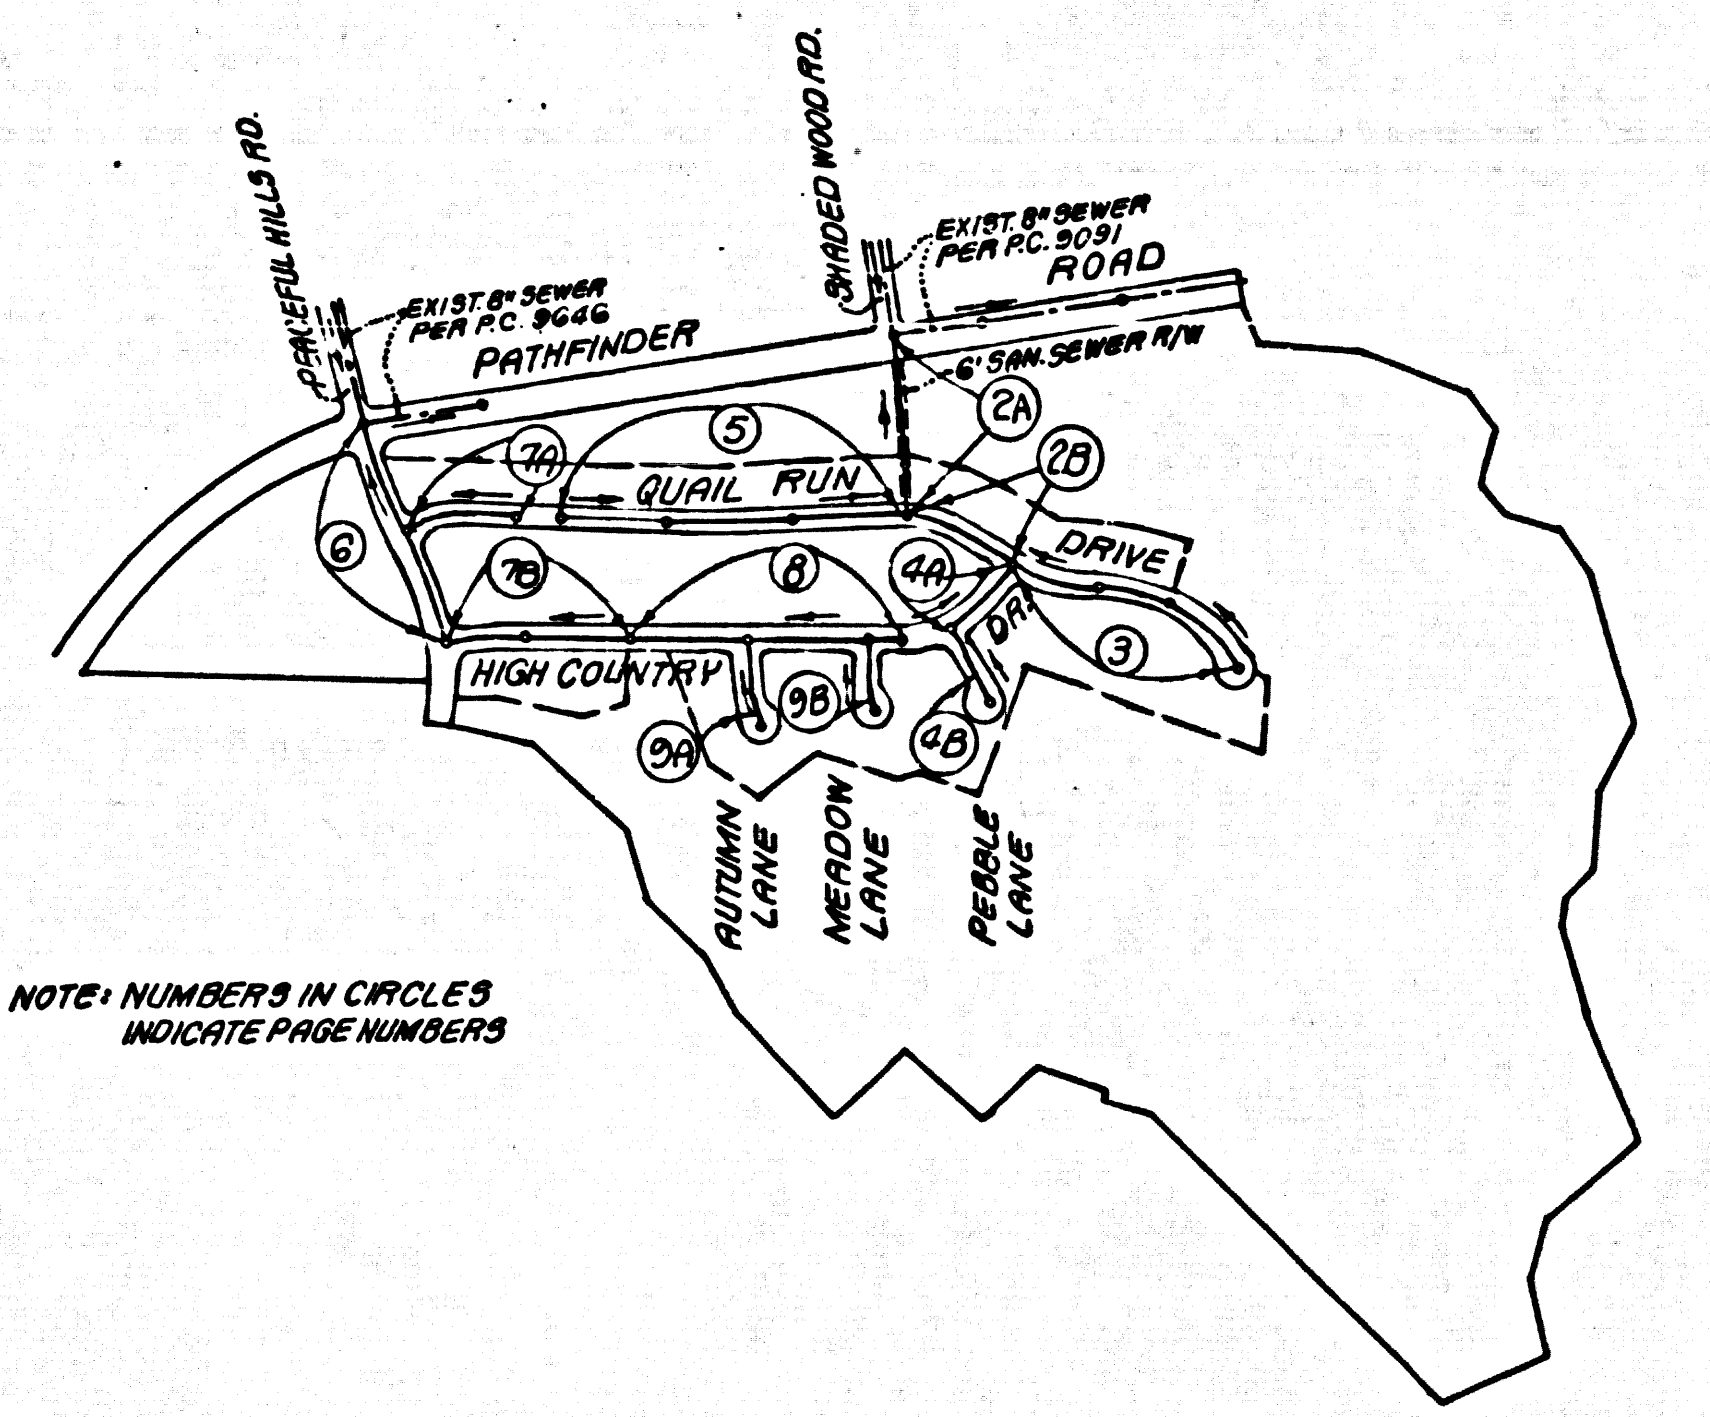 PEACEFUL HILLS RD.
SHADED WOOD RD.
EXIST. 8" SEWER
PER P.C. 9091
ROAD
EXIST. 8" SEWER
PER P.C. 9646
PATHFINDER
6' SAN. SEWER R/W
2A
5
7A
2B
QUAIL RUN
DRIVE
6
7B
8
4A
DR.
3
HIGH COUNTRY
9B
9A
4B
AUTUMN
LANE
MEADOW
LANE
PEBBLE
LANE
NOTE: NUMBERS IN CIRCLES
INDICATE PAGE NUMBERS